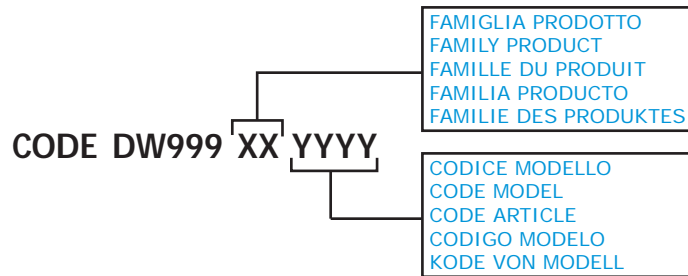 FAMIGLIA PRODOTTO
FAMILY PRODUCT
FAMILLE DU PRODUIT
FAMILIA PRODUCTO
FAMILIE DES PRODUKTES
CODE DW999 XX YYYY
CODICE MODELLO
CODE MODEL
CODE ARTICLE
CODIGO MODELO
KODE VON MODELL